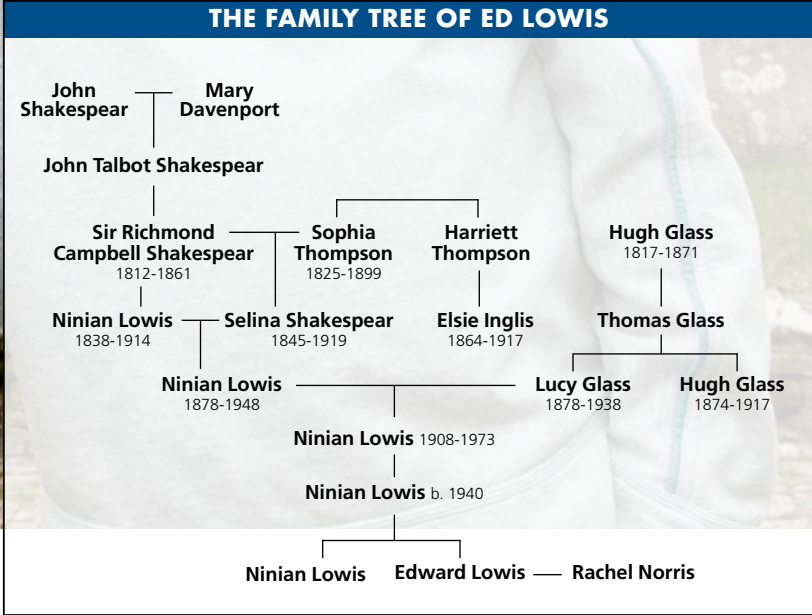 THE FAMILY TREE OF ED LOWIS
John
Shakespear
Mary
Davenport
John Talbot Shakespear
Sir Richmond
Campbell Shakespear
1812-1861
Sophia
Thompson
1825-1899
Harriett
Thompson
Hugh Glass
1817-1871
Ninian Lowis
1838-1914
Selina Shakespear
1845-1919
Elsie Inglis
1864-1917
Thomas Glass
Ninian Lowis
1878-1948
Lucy Glass
1878-1938
Hugh Glass
1874-1917
Ninian Lowis 1908-1973
Ninian Lowis b. 1940
Ninian Lowis
Edward Lowis
Rachel Norris